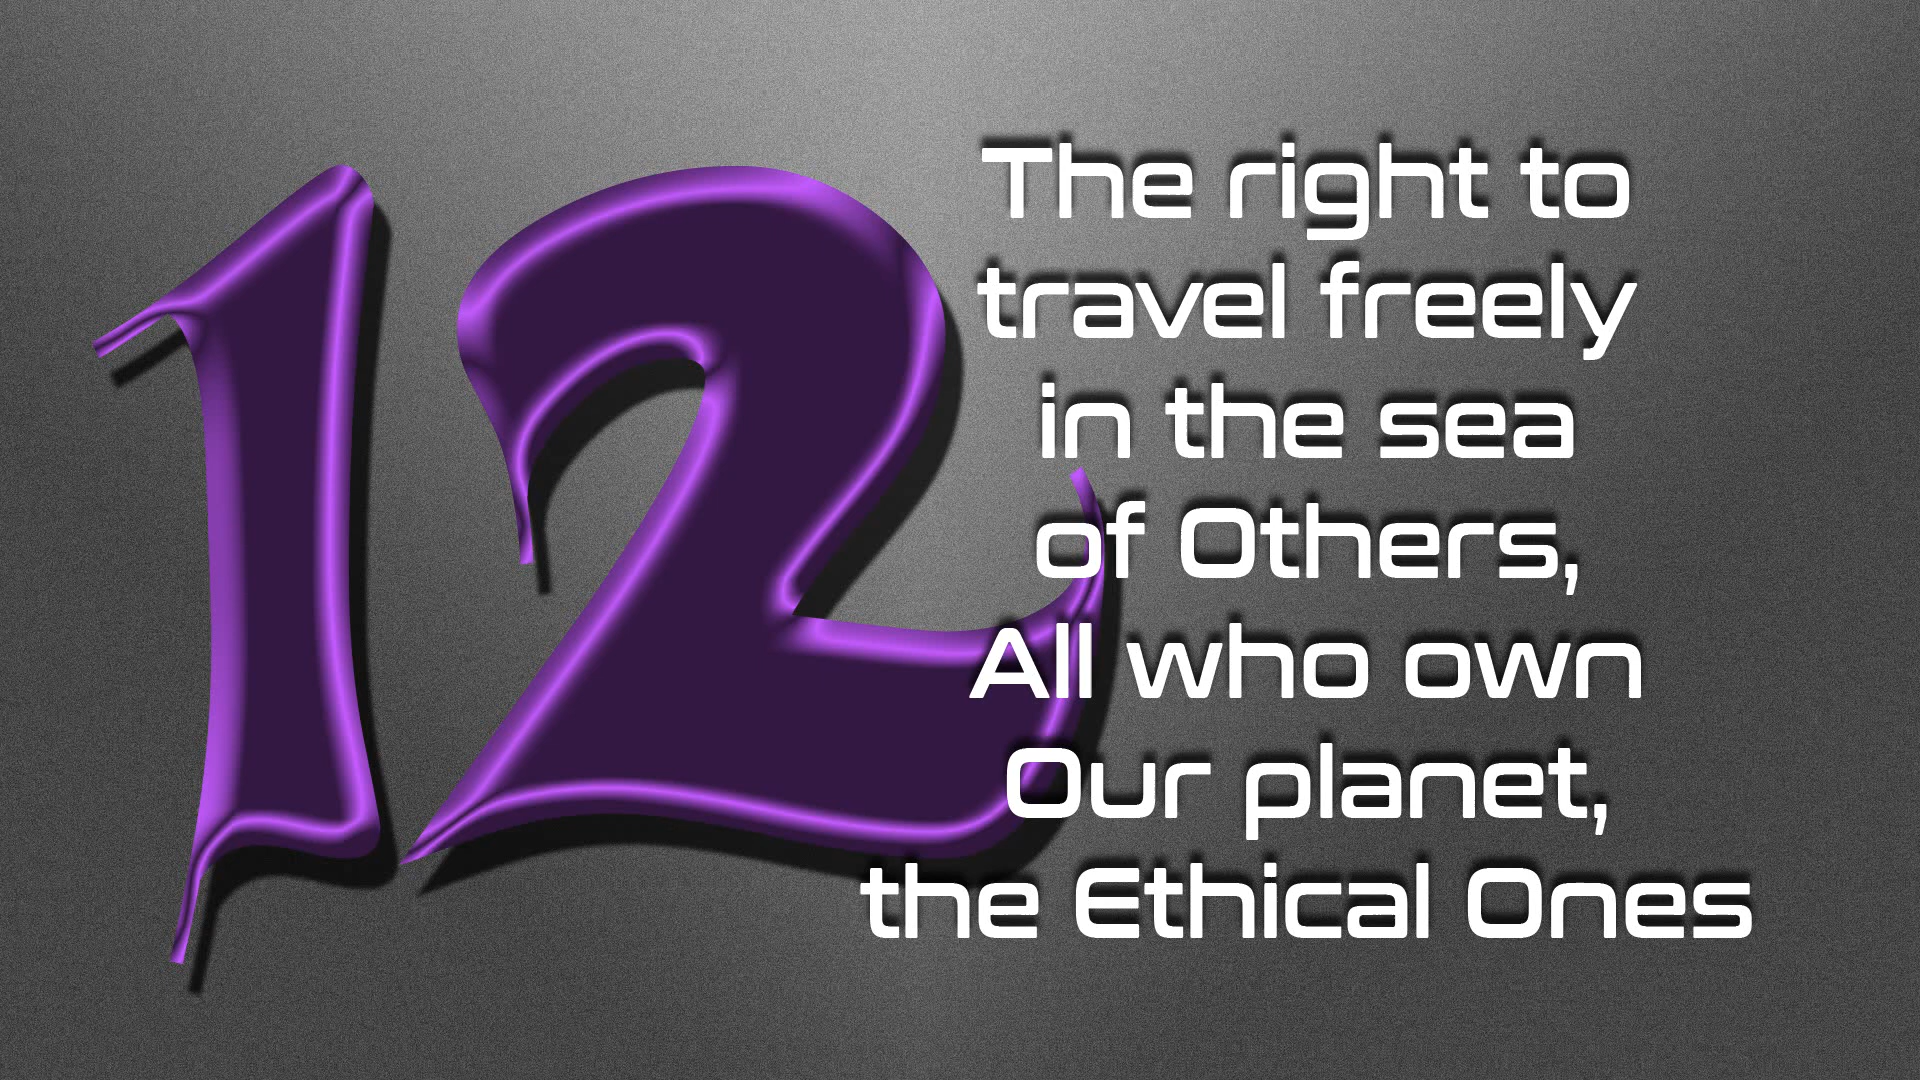 12
The right to
travel freely
in the sea
of Others,
All who own
Our planet,
the Ethical Ones